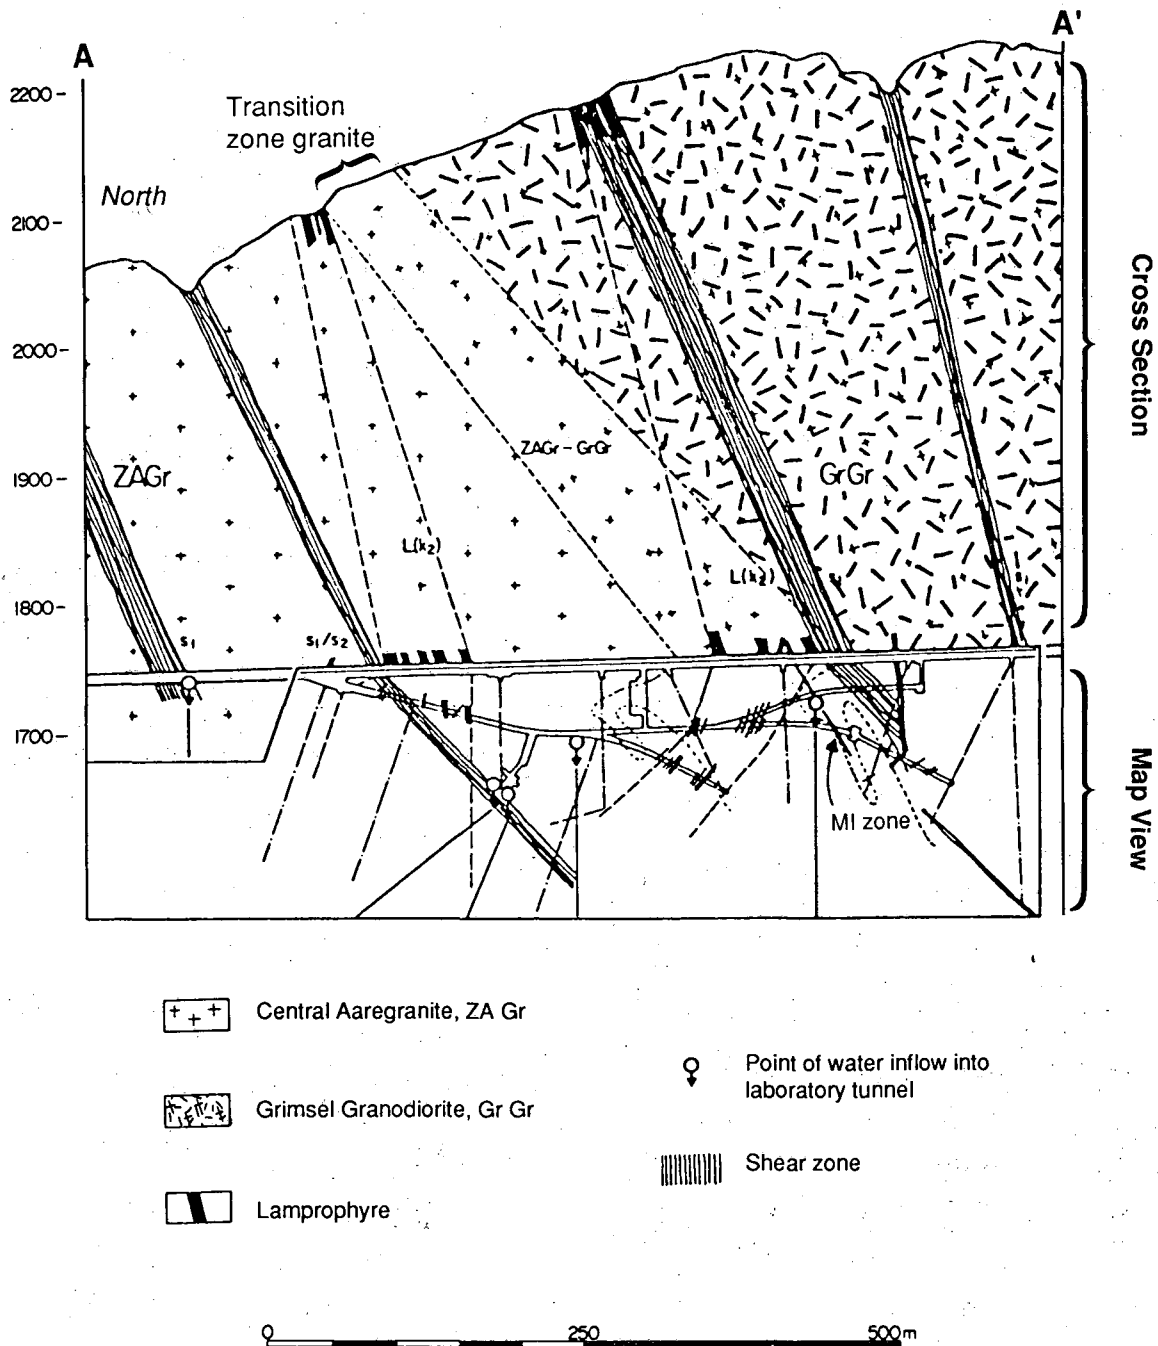 A
A'
2200-
Transition
zone granite
North
2100-
2000-
Cross Section
ZAGr-GrGr
ZAGr
1900-
GrGr
L(k2)
L(k2)
1800-
S1
S1/S2
1700-
Map View
MI zone
Central Aaregranite, ZA Gr
Point of water inflow into
laboratory tunnel
Grimsel Granodiorite, Gr Gr
Shear zone
Lamprophyre
0 250 500m